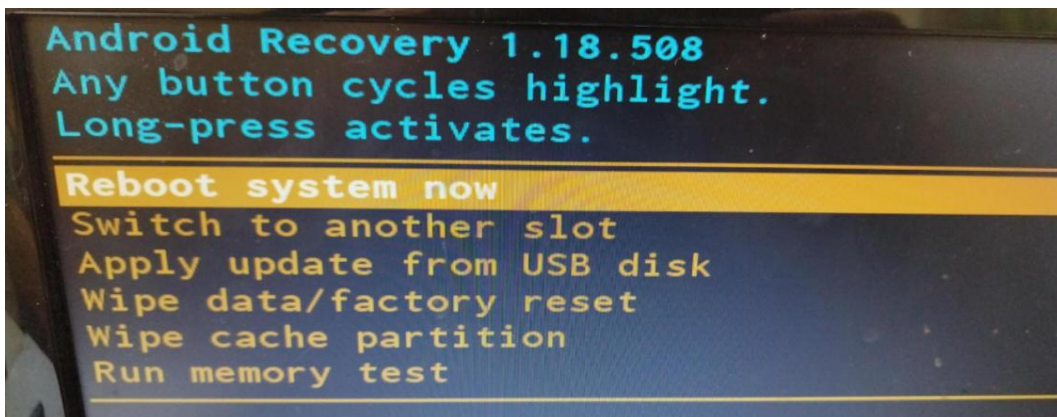 Android Recovery 1.18.508
Any button cycles highlight.
Long-press activates.
Reboot system now
Switch to another slot
Apply update from USB disk
Wipe data/factory reset
Wipe cache partition
Run memory test